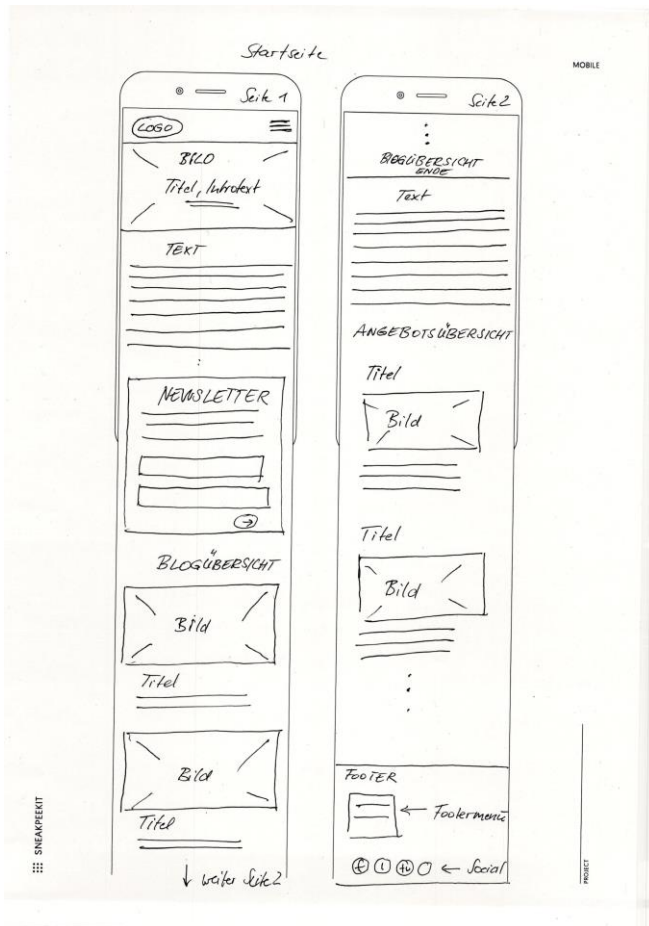 Startseite
MOBILE
Seite 1
LOGO
BILD
Titel, Introtext
TEXT
NEWSLETTER
BLOGÜBERSICHT
Bild
Titel
Bild
Titel
↓ weiter Seite 2
Seite 2
BLOGÜBERSICHT
ENDE
Text
ANGEBOTSÜBERSICHT
Titel
Bild
Titel
Bild
FOOTER
← Footermenü
← Social
SNEAKPEEKIT
PROJECT